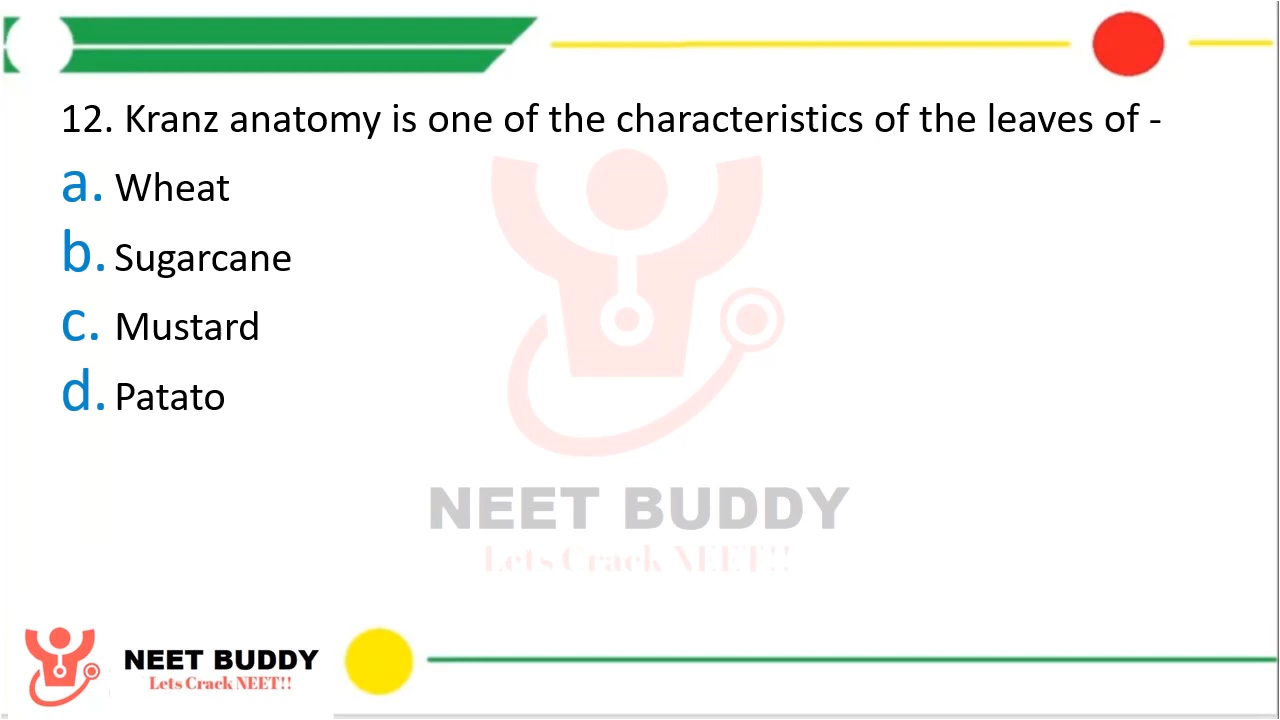 12. Kranz anatomy is one of the characteristics of the leaves of -
a. Wheat
b. Sugarcane
c. Mustard
d. Patato
NEET BUDDY
Lets Crack NEET!!
NEET BUDDY
Lets Crack NEET!!